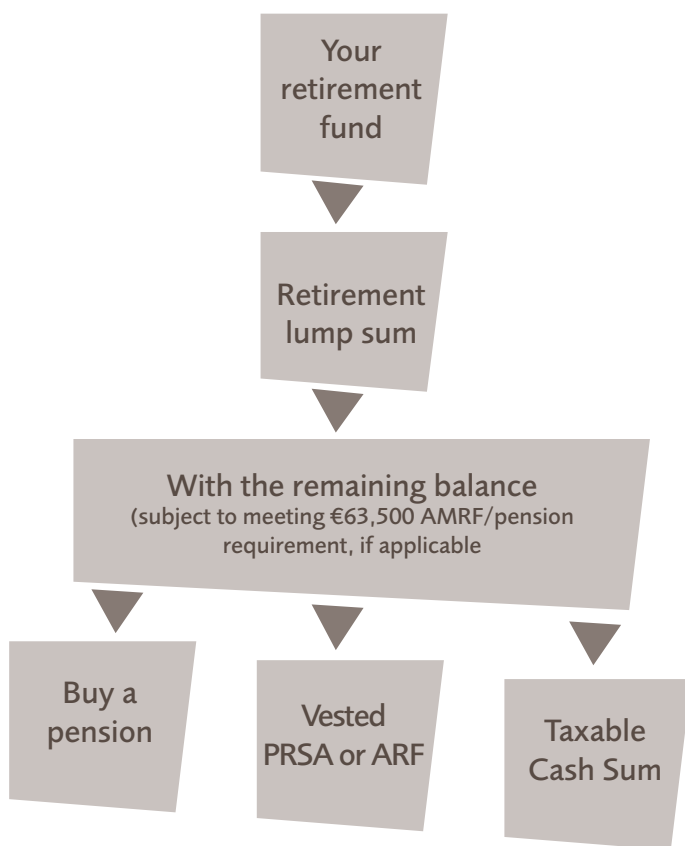 Your
retirement
fund
Retirement
lump sum
With the remaining balance
(subject to meeting €63,500 AMRF/pension
requirement, if applicable
Buy a
pension
Vested
PRSA or ARF
Taxable
Cash Sum